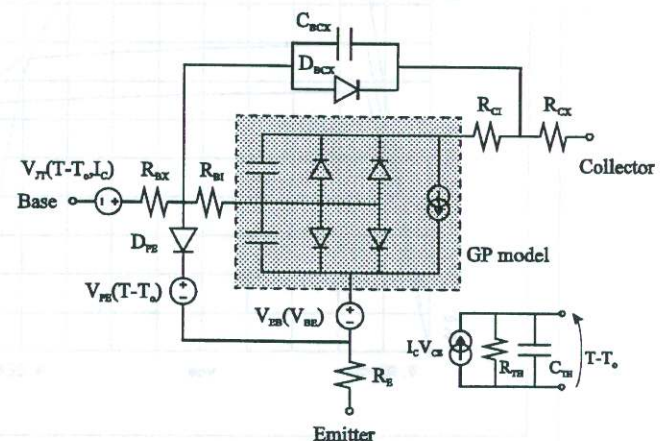 C_BCX
D_BCX
R_CI
R_CX
Collector
V_JT(T-T_o,I_C)
R_BX
R_BI
Base
D_PE
GP model
V_PE(T-T_o)
V_EB(V_BE)
I_CV_CE
R_TH
C_TH
T-T_o
R_E
Emitter